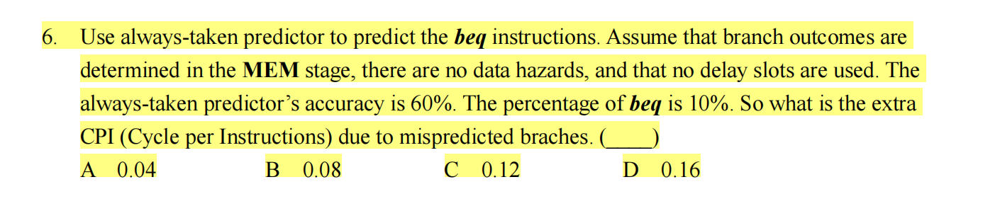 6. Use always-taken predictor to predict the beq instructions. Assume that branch outcomes are
determined in the MEM stage, there are no data hazards, and that no delay slots are used. The
always-taken predictor’s accuracy is 60%. The percentage of beq is 10%. So what is the extra
CPI (Cycle per Instructions) due to mispredicted braches. (____)
A 0.04 B 0.08 C 0.12 D 0.16